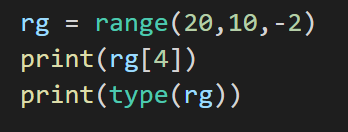 rg = range(20,10,-2)
print(rg[4])
print(type(rg))